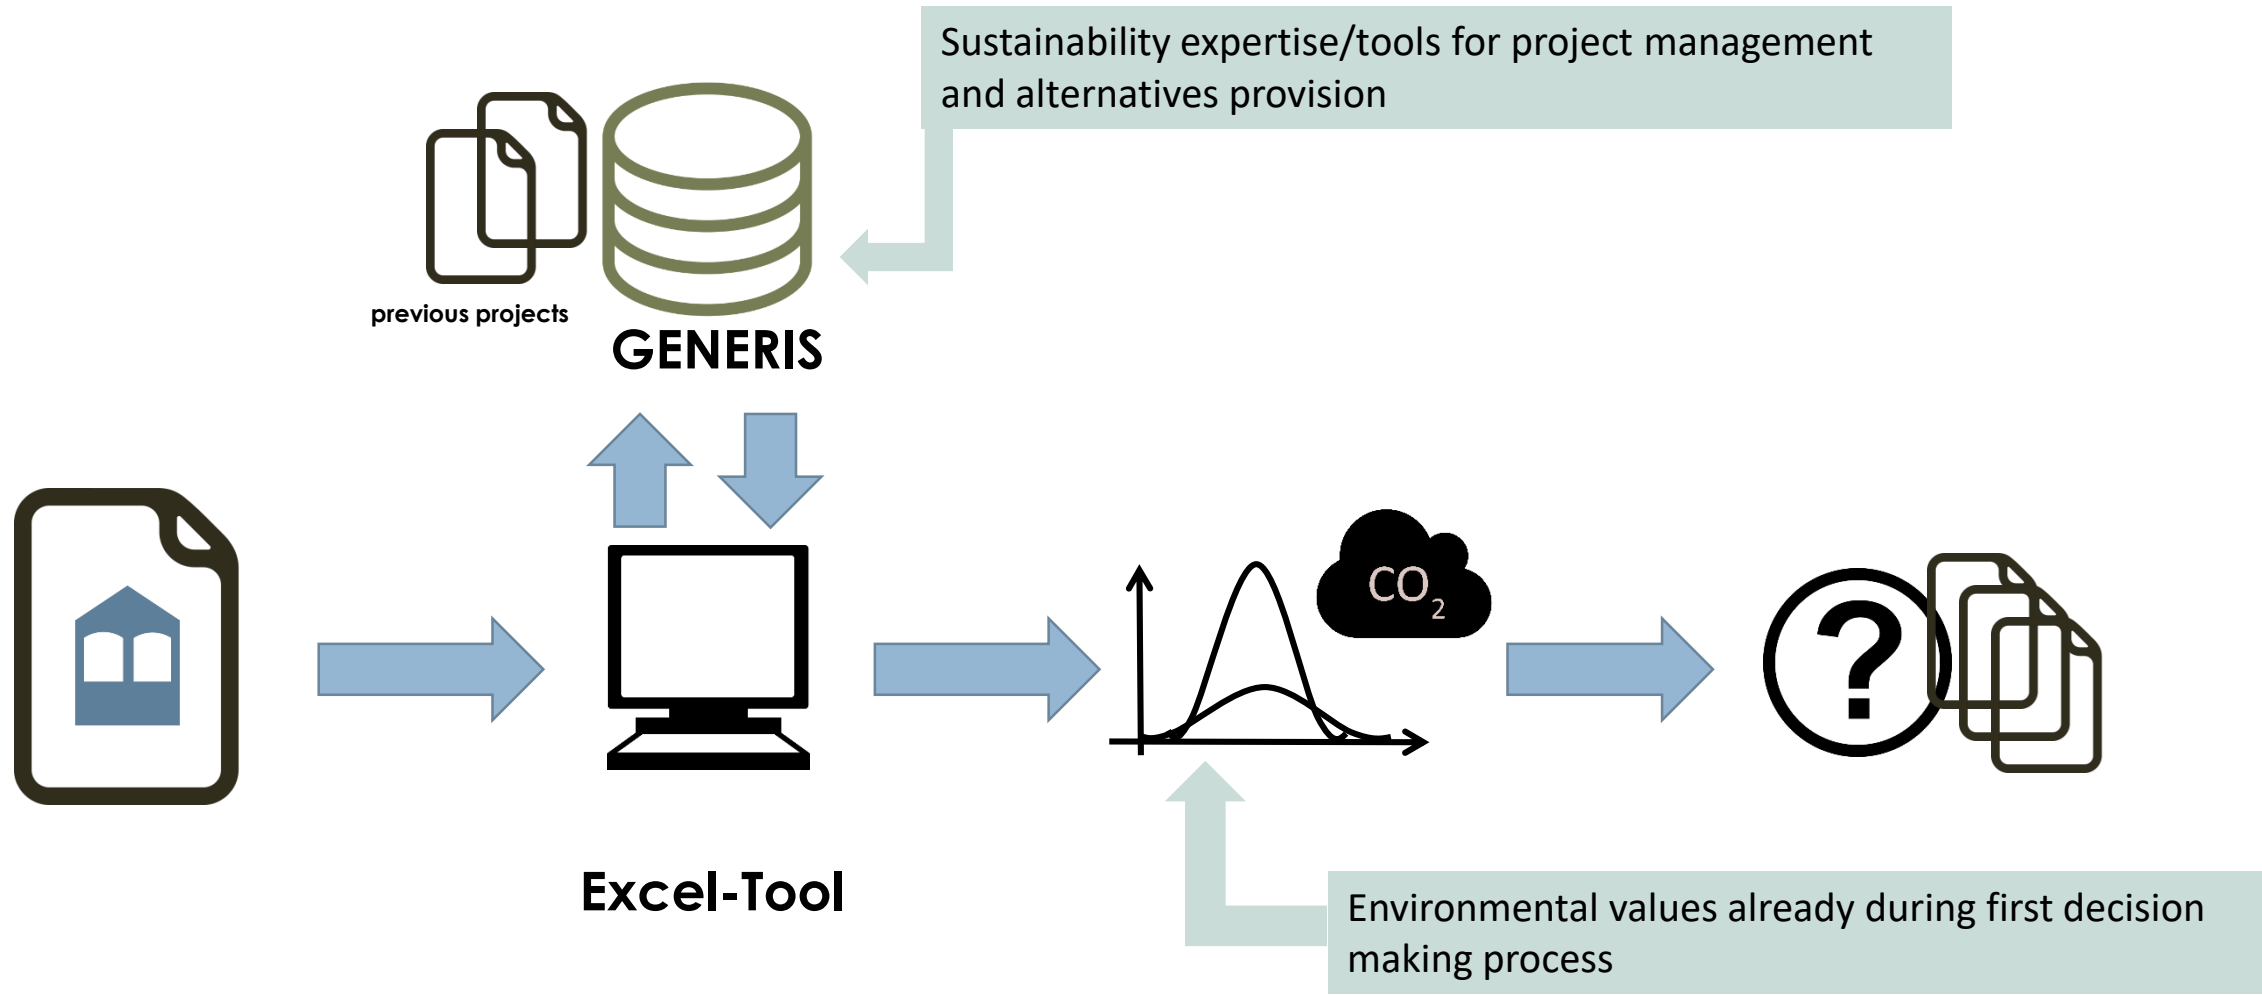 Sustainability expertise/tools for project management
and alternatives provision
previous projects
GENERIS
CO₂
?
Excel-Tool
Environmental values already during first decision
making process